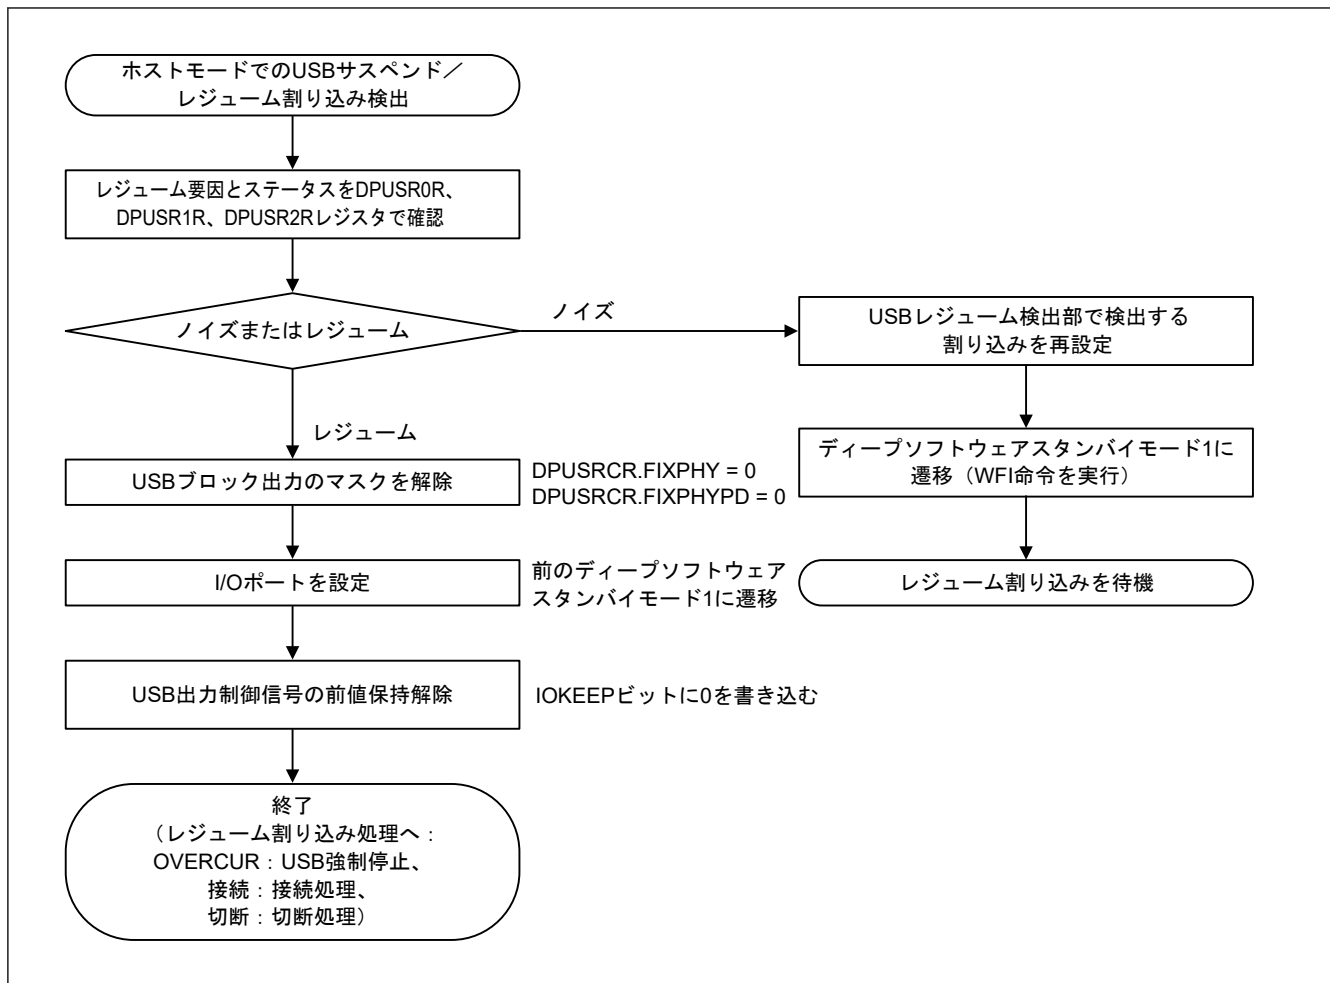 ホストモードでのUSBサスペンド／
レジューム割り込み検出
レジューム要因とステータスをDPUSR0R、
DPUSR1R、DPUSR2Rレジスタで確認
ノイズまたはレジューム
ノイズ
USBレジューム検出部で検出する
割り込みを再設定
レジューム
ディープソフトウェアスタンバイモード1に
遷移（WFI命令を実行）
USBブロック出力のマスクを解除
DPUSRCR.FIXPHY = 0
DPUSRCR.FIXPHYPD = 0
I/Oポートを設定
前のディープソフトウェア
スタンバイモード1に遷移
レジューム割り込みを待機
USB出力制御信号の前値保持解除
IOKEEPビットに0を書き込む
終了
（レジューム割り込み処理へ：
OVERCUR：USB強制停止、
接続：接続処理、
切断：切断処理）